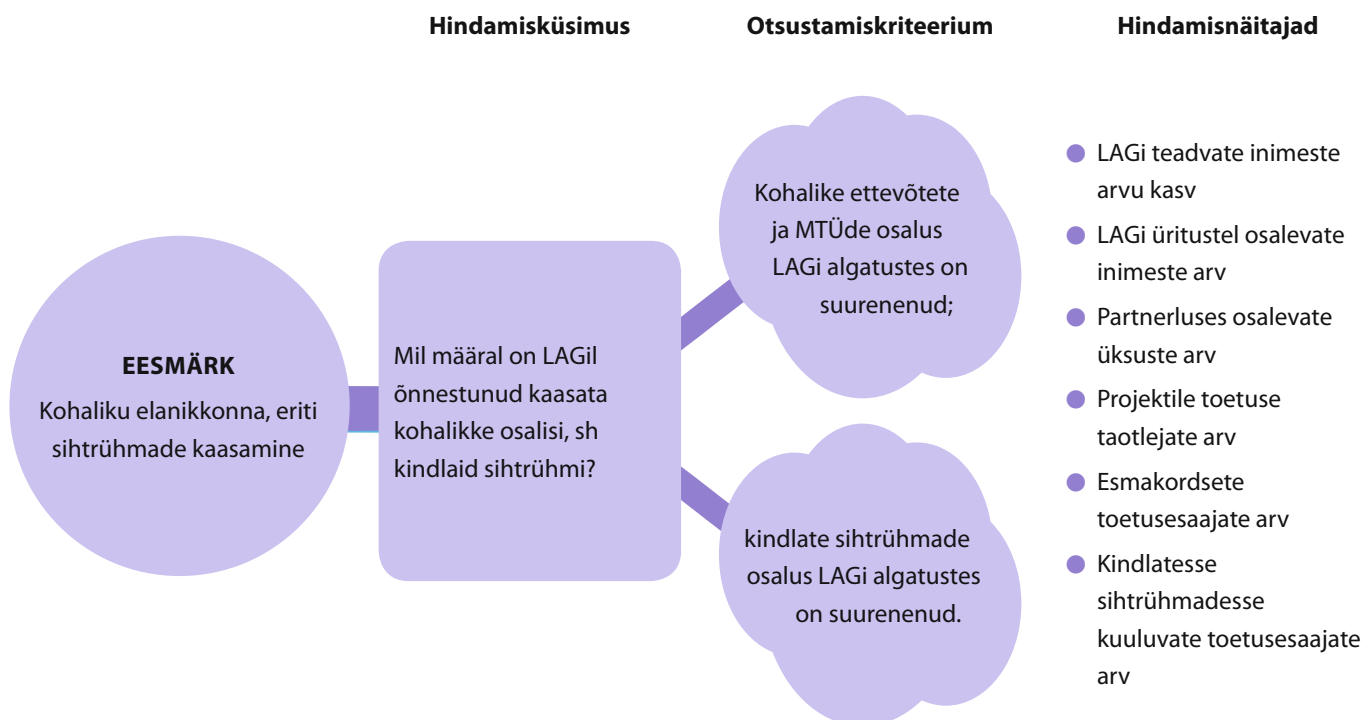 Hindamisküsimus
Otsustamiskriteerium
Hindamisnäitajad
EESMÄRK
Kohaliku elanikkonna, eriti
sihtrühmade kaasamine
Mil määral on LAGil
õnnestunud kaasata
kohalikke osalisi, sh
kindlaid sihtrühmi?
Kohalike ettevõtete
ja MTÜde osalus
LAGi algatustes on
suurenenud;
kindlate sihtrühmade
osalus LAGi algatustes
on suurenenud.
LAGi teadvate inimeste
arvu kasv
LAGi üritustel osalevate
inimeste arv
Partnerluses osalevate
üksuste arv
Projektile toetuse
taotlejate arv
Esmakordsete
toetusesaajate arv
Kindlatesse
sihtrühmadesse
kuuluvate toetusesaajate
arv